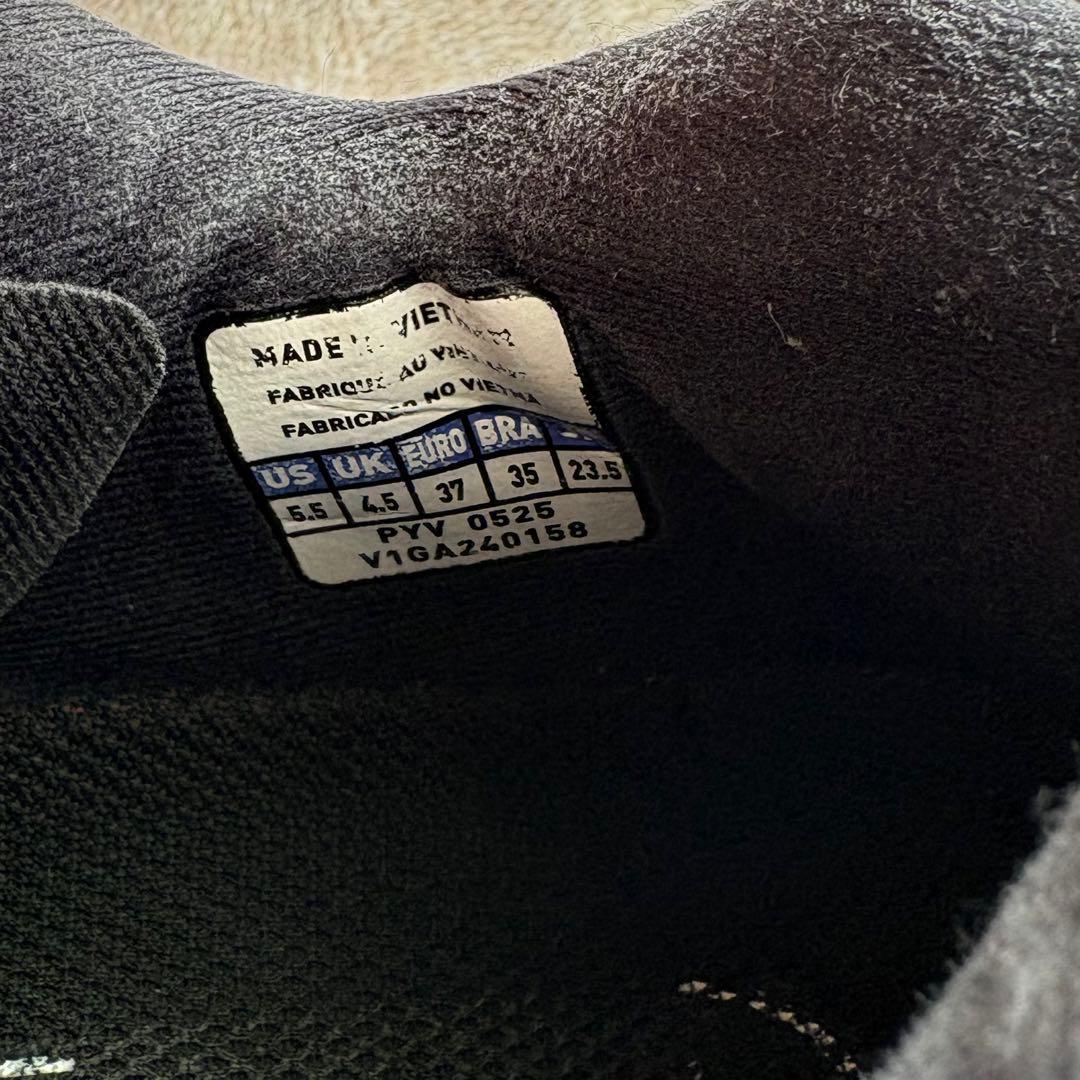 MADE VIET
FABRIQUE AU
FABRICADO NO VIETNA
US UK EURO BRA
5.5 4.5 37 35 23.5
PYV 0525
V1GA240158